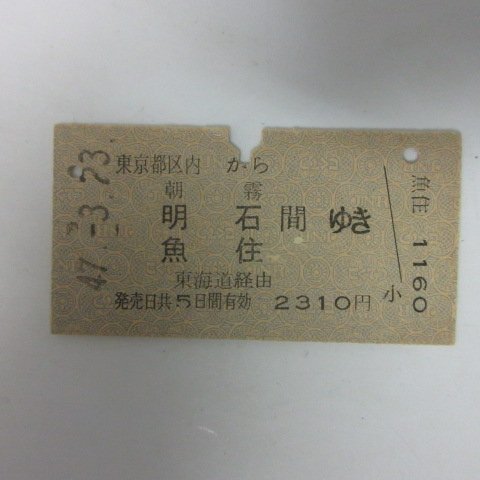 47.-3.23
東京都区内 から
朝霧
明石間 ゆき
魚住
東海道経由
発売日共5日間有効 2310円
小
魚住 1160